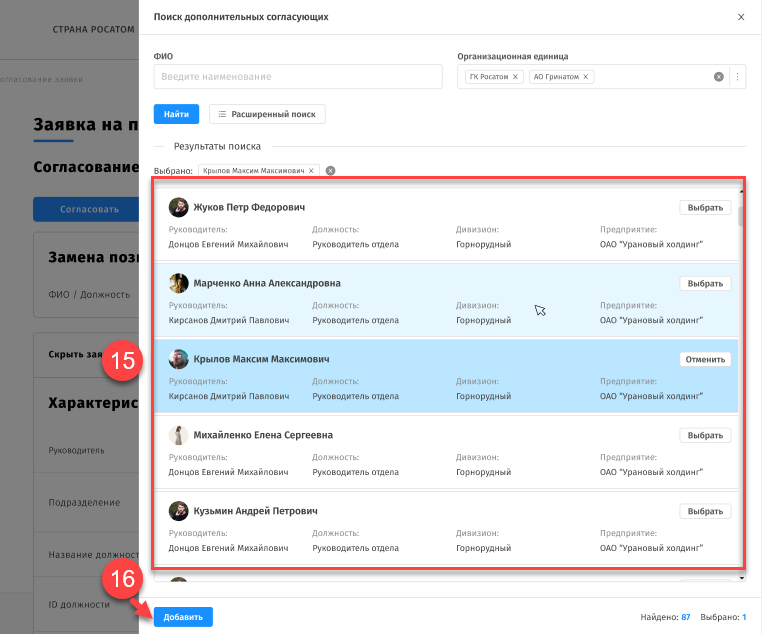 Поиск дополнительных согласующих
СТРАНА РОСАТОМ
ФИО
Организационная единица
Введите наименование
ГК Росатом
АО Гринатом
огласование заявки
Найти
Расширенный поиск
Заявка на п
Результаты поиска
Согласование
Выбрано: Крылов Максим Максимович
Согласовать
Жуков Петр Федорович
Выбрать
Руководитель: Должность: Дивизион: Предприятие:
Донцов Евгений Михайлович Руководитель отдела Горнорудный ОАО “Урановый холдинг”
Замена поз
ФИО / Должность
Марченко Анна Александровна
Выбрать
Руководитель: Должность: Дивизион: Предприятие:
Кирсанов Дмитрий Павлович Руководитель отдела Горнорудный ОАО “Урановый холдинг”
Скрыть зая
15
Крылов Максим Максимович
Отменить
Руководитель: Должность: Дивизион: Предприятие:
Кирсанов Дмитрий Павлович Руководитель отдела Горнорудный ОАО “Урановый холдинг”
Характерис
Руководитель
Михайленко Елена Сергеевна
Выбрать
Руководитель: Должность: Дивизион: Предприятие:
Донцов Евгений Михайлович Руководитель отдела Горнорудный ОАО “Урановый холдинг”
Подразделение
Кузьмин Андрей Петрович
Выбрать
Руководитель: Должность: Дивизион: Предприятие:
Донцов Евгений Михайлович Руководитель отдела Горнорудный ОАО “Урановый холдинг”
Название должност
16
ID должности
Добавить
Найдено: 87 Выбрано: 1